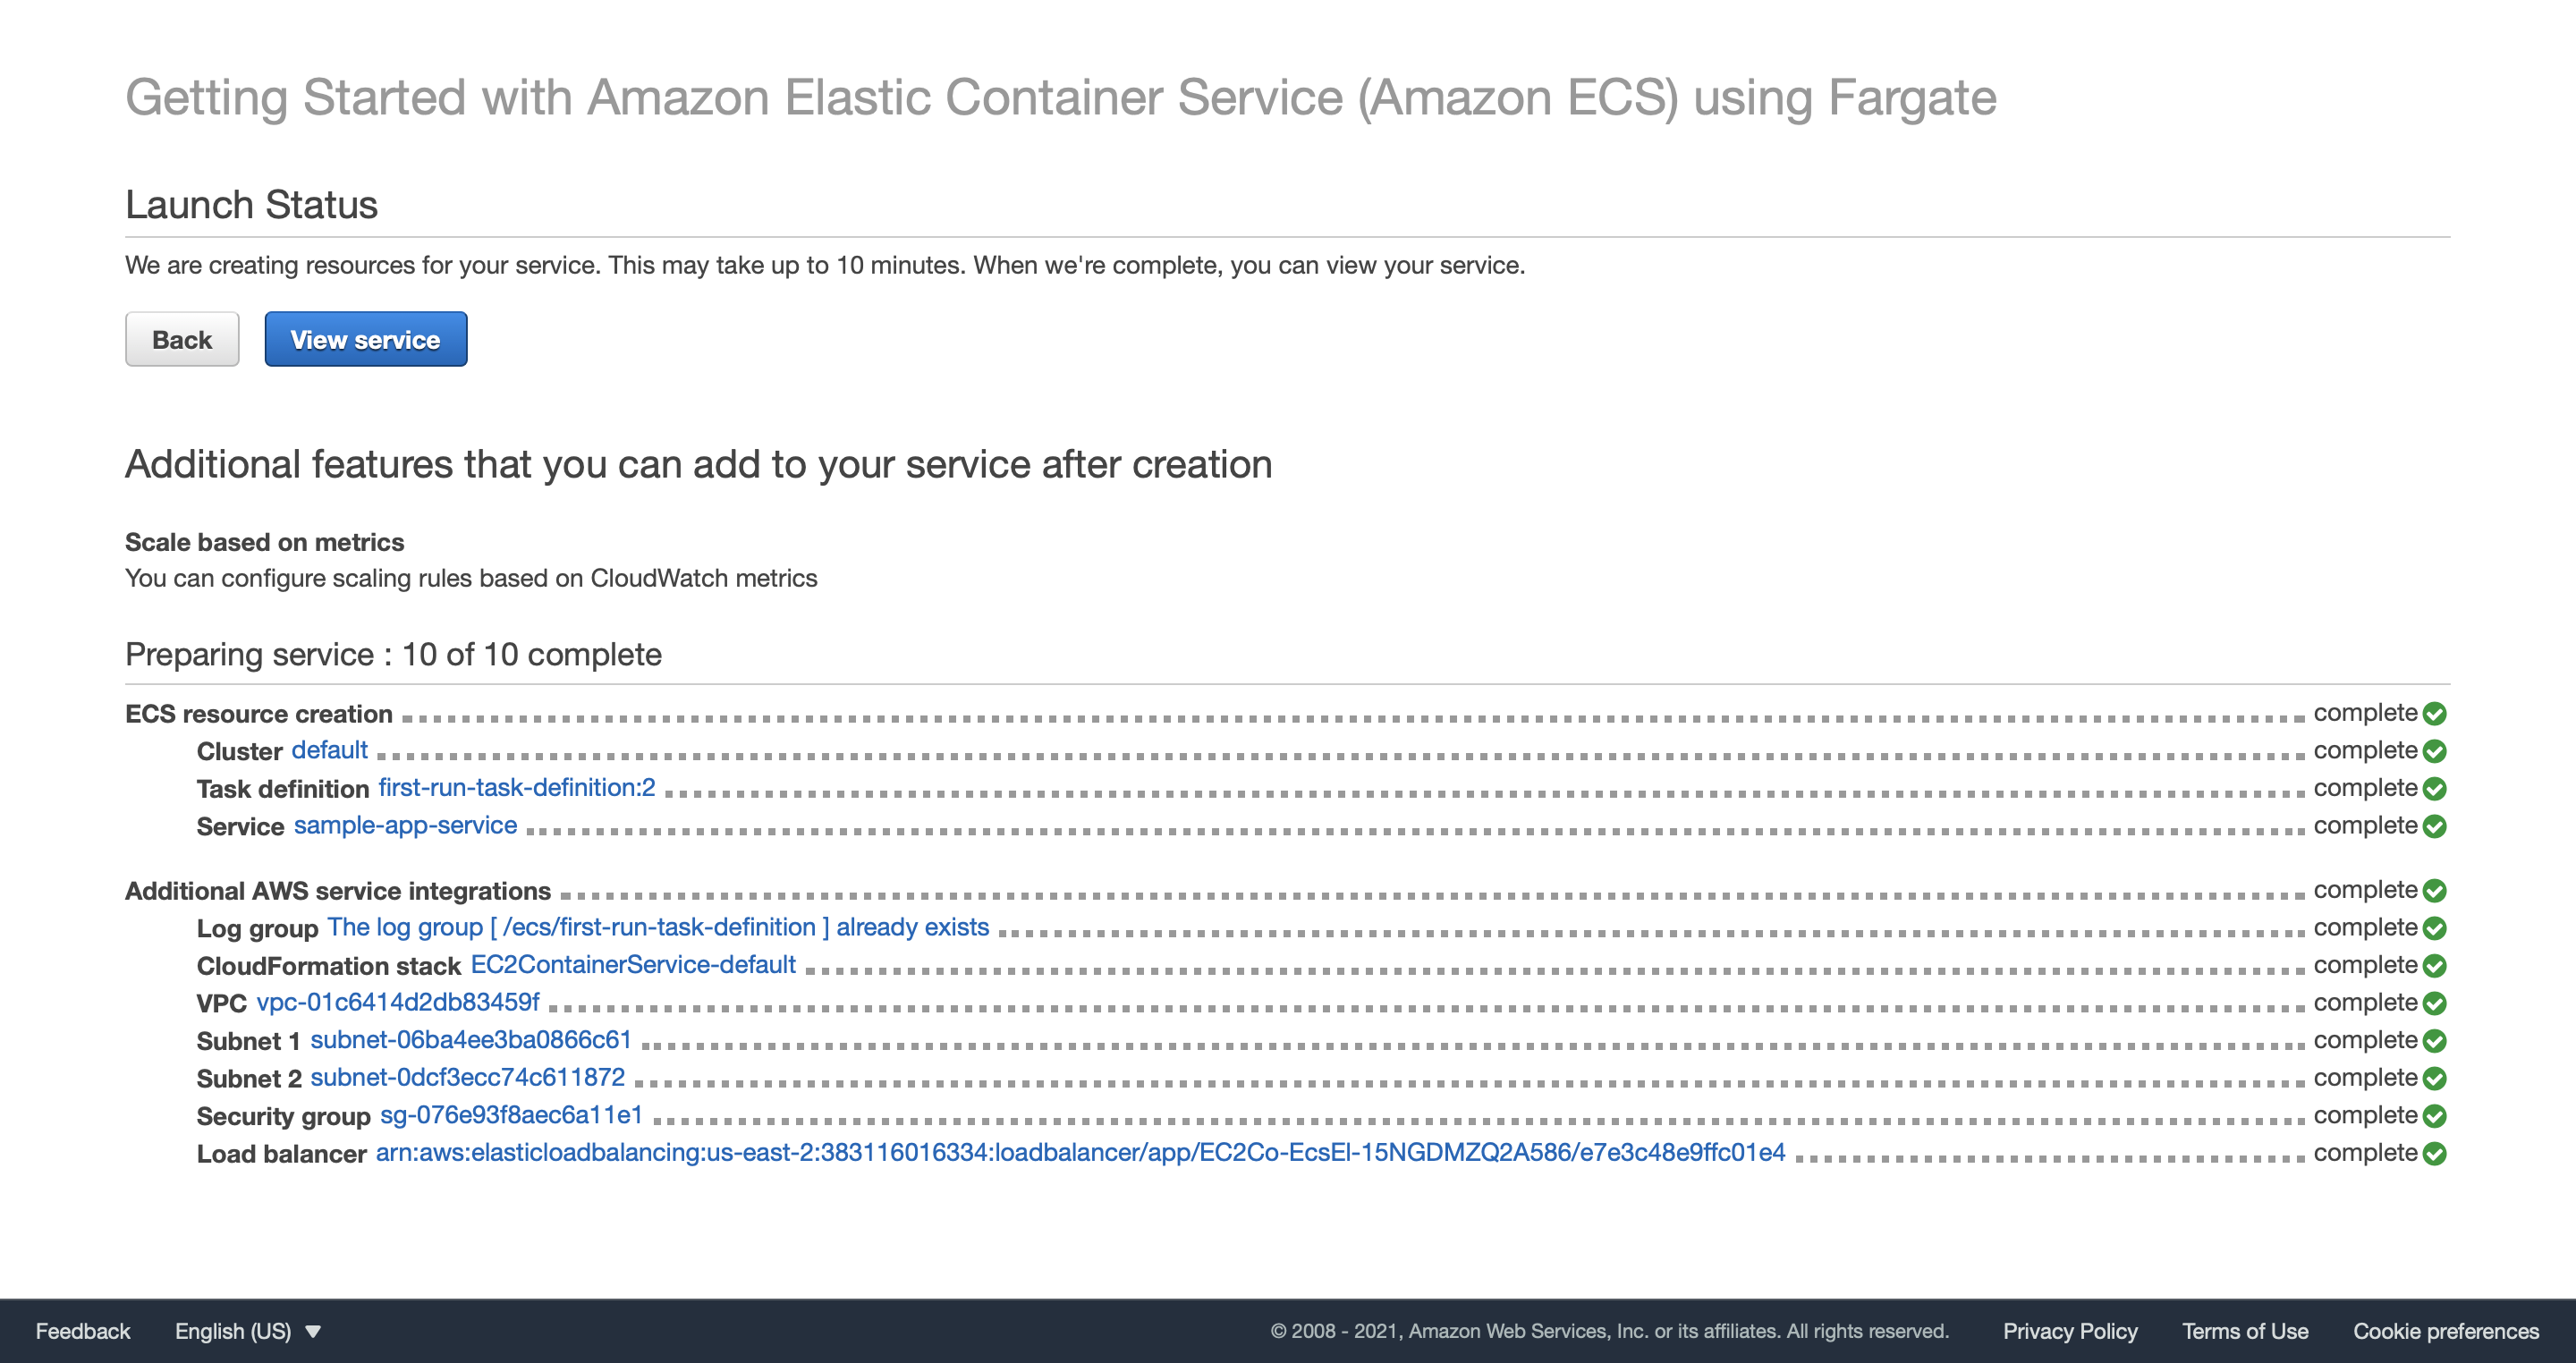 Getting Started with Amazon Elastic Container Service (Amazon ECS) using Fargate
Launch Status
We are creating resources for your service. This may take up to 10 minutes. When we're complete, you can view your service.
Back View service
Additional features that you can add to your service after creation
Scale based on metrics
You can configure scaling rules based on CloudWatch metrics
Preparing service : 10 of 10 complete
ECS resource creation complete
Cluster default complete
Task definition first-run-task-definition:2 complete
Service sample-app-service complete
Additional AWS service integrations complete
Log group The log group [ /ecs/first-run-task-definition ] already exists complete
CloudFormation stack EC2ContainerService-default complete
VPC vpc-01c6414d2db83459f complete
Subnet 1 subnet-06ba4ee3ba0866c61 complete
Subnet 2 subnet-0dcf3ecc74c611872 complete
Security group sg-076e93f8aec6a11e1 complete
Load balancer arn:aws:elasticloadbalancing:us-east-2:383116016334:loadbalancer/app/EC2Co-EcsEl-15NGDMZQ2A586/e7e3c48e9ffc01e4 complete
Feedback English (US) © 2008 - 2021, Amazon Web Services, Inc. or its affiliates. All rights reserved. Privacy Policy Terms of Use Cookie preferences